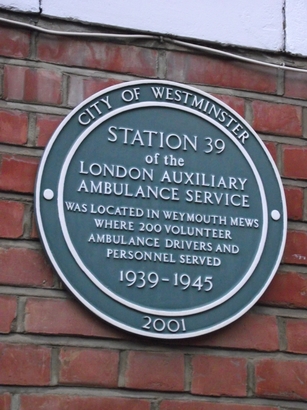 CITY OF WESTMINSTER
STATION 39
of the
LONDON AUXILIARY
AMBULANCE SERVICE
WAS LOCATED IN WEYMOUTH MEWS
WHERE 200 VOLUNTEER
AMBULANCE DRIVERS AND
PERSONNEL SERVED
1939-1945
2001